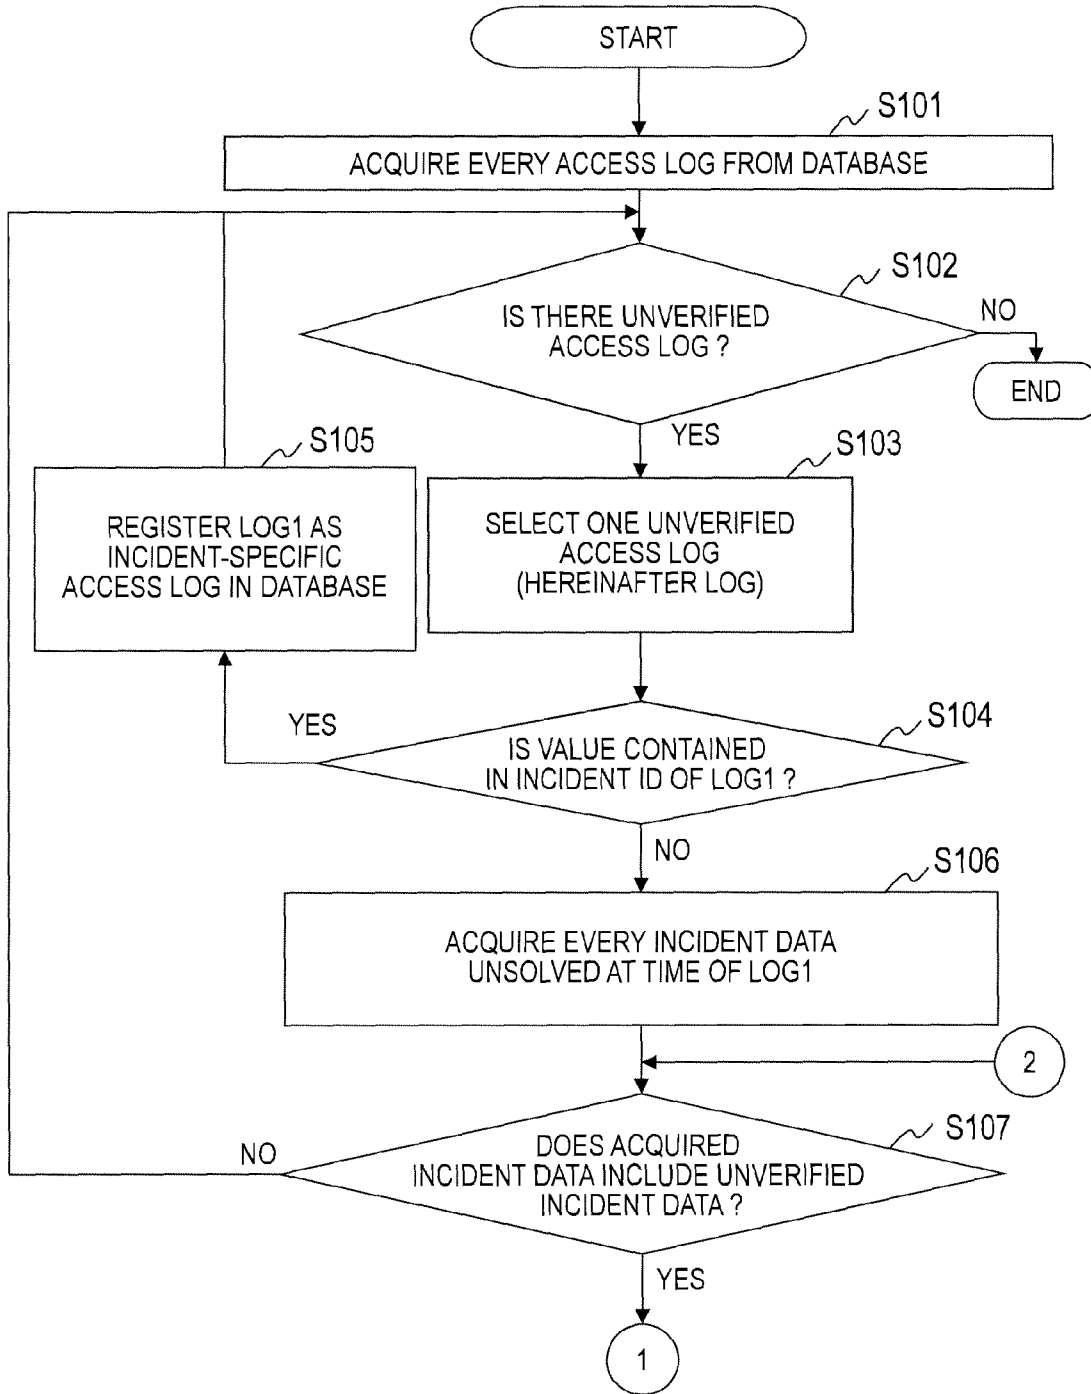 START
S101
ACQUIRE EVERY ACCESS LOG FROM DATABASE
S102
IS THERE UNVERIFIED
ACCESS LOG ?
NO
END
YES
S105
REGISTER LOG1 AS
INCIDENT-SPECIFIC
ACCESS LOG IN DATABASE
S103
SELECT ONE UNVERIFIED
ACCESS LOG
(HEREINAFTER LOG)
YES
S104
IS VALUE CONTAINED
IN INCIDENT ID OF LOG1 ?
NO
S106
ACQUIRE EVERY INCIDENT DATA
UNSOLVED AT TIME OF LOG1
2
NO
S107
DOES ACQUIRED
INCIDENT DATA INCLUDE UNVERIFIED
INCIDENT DATA ?
YES
1